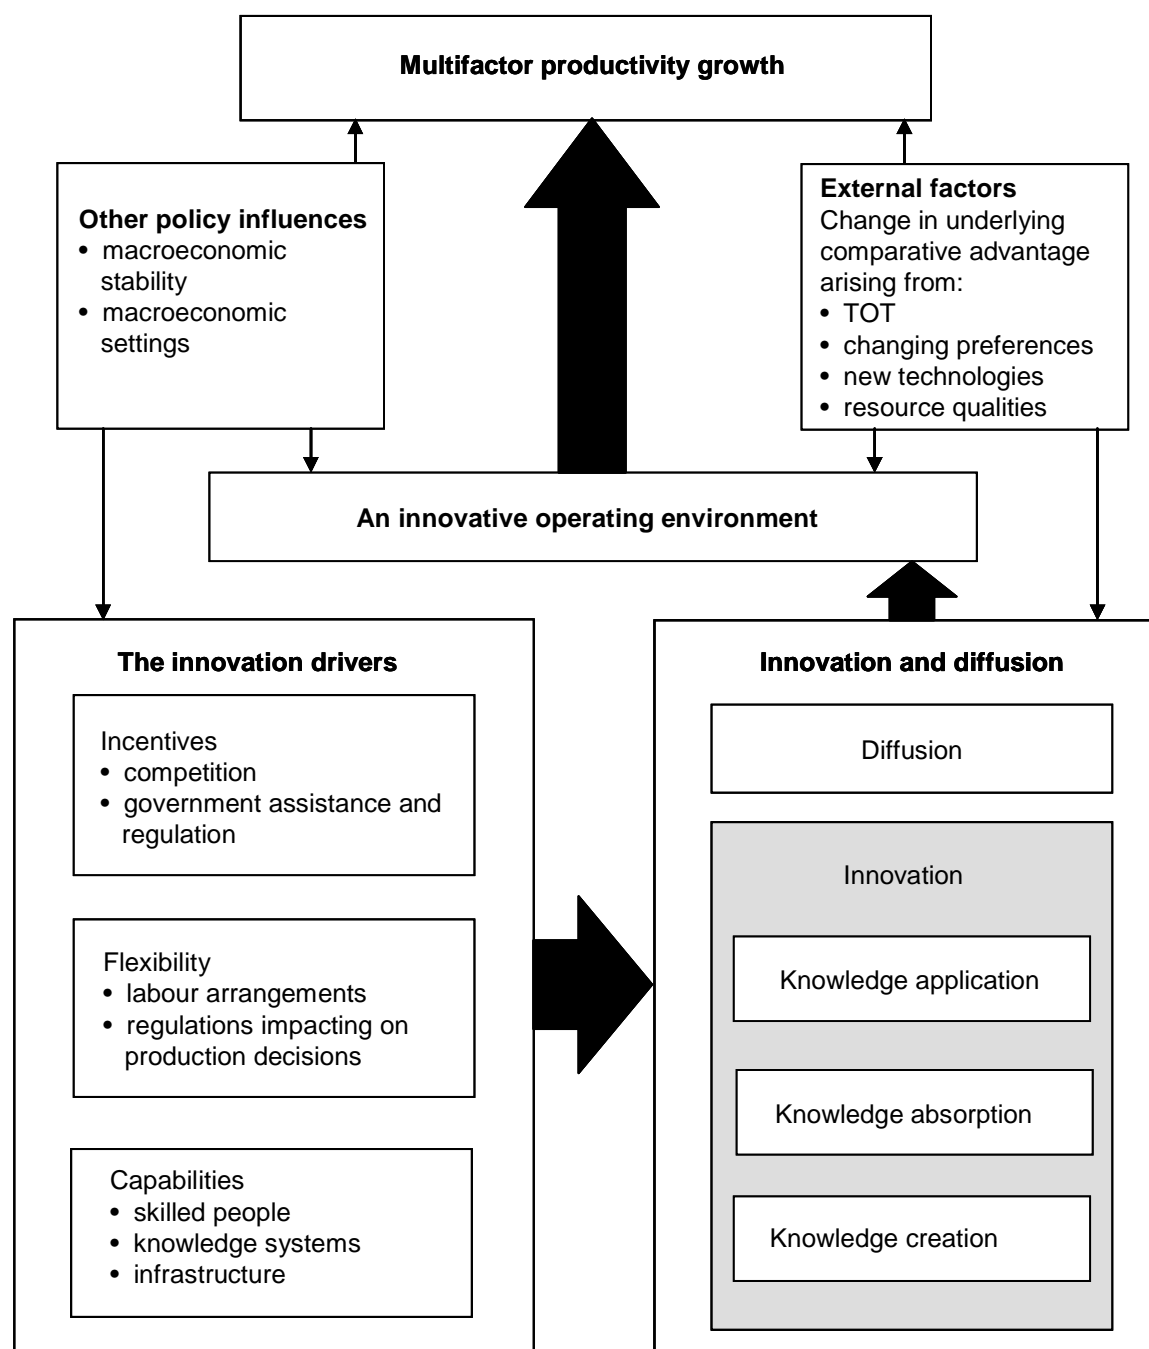 Multifactor productivity growth
Other policy influences
• macroeconomic
stability
• macroeconomic
settings
External factors
Change in underlying
comparative advantage
arising from:
• TOT
• changing preferences
• new technologies
• resource qualities
An innovative operating environment
The innovation drivers
Incentives
• competition
• government assistance and
regulation
Flexibility
• labour arrangements
• regulations impacting on
production decisions
Capabilities
• skilled people
• knowledge systems
• infrastructure
Innovation and diffusion
Diffusion
Innovation
Knowledge application
Knowledge absorption
Knowledge creation